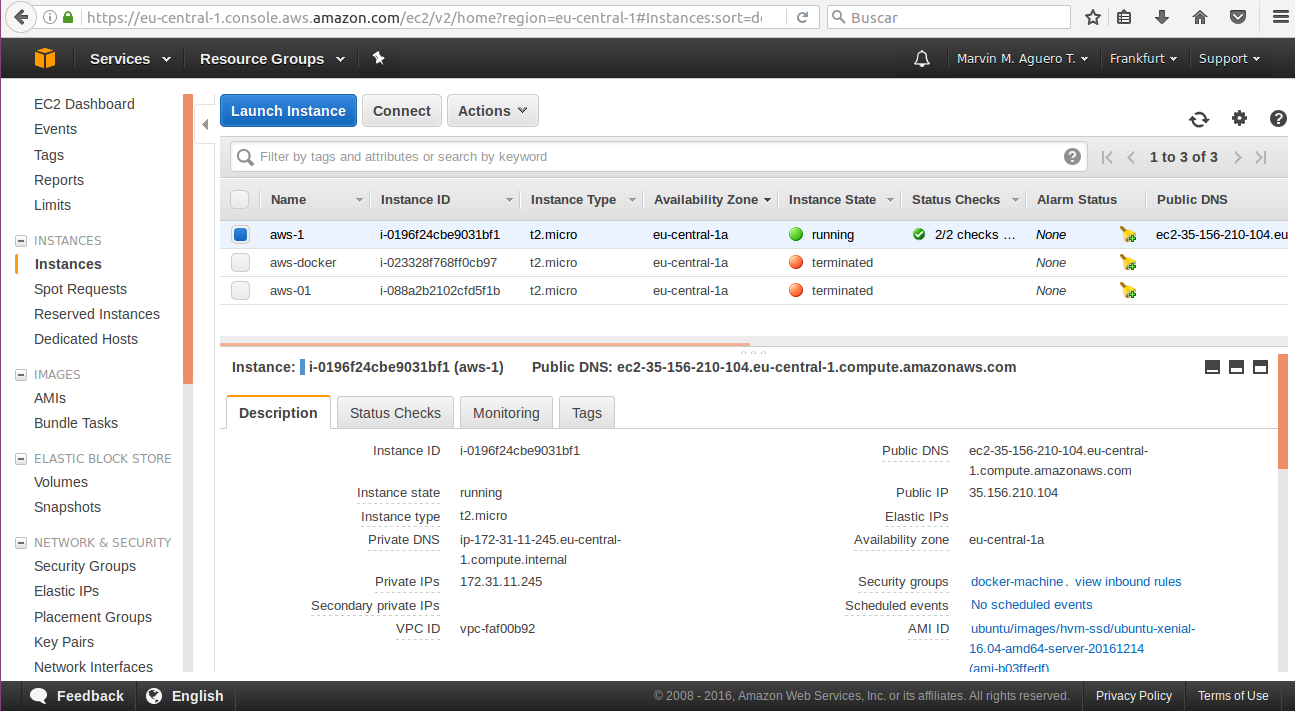 https://eu-central-1.console.aws.amazon.com/ec2/v2/home?region=eu-central-1#Instances:sort=de
Buscar
Services Resource Groups Marvin M. Aguero T. Frankfurt Support
EC2 Dashboard
Events
Tags
Reports
Limits
INSTANCES
Instances
Spot Requests
Reserved Instances
Dedicated Hosts
IMAGES
AMIs
Bundle Tasks
ELASTIC BLOCK STORE
Volumes
Snapshots
NETWORK & SECURITY
Security Groups
Elastic IPs
Placement Groups
Key Pairs
Network Interfaces
Launch Instance Connect Actions
Filter by tags and attributes or search by keyword 1 to 3 of 3
Name Instance ID Instance Type Availability Zone Instance State Status Checks Alarm Status Public DNS
aws-1 i-0196f24cbe9031bf1 t2.micro eu-central-1a running 2/2 checks ... None ec2-35-156-210-104.eu
aws-docker i-023328f768ff0cb97 t2.micro eu-central-1a terminated None
aws-01 i-088a2b2102cfd5f1b t2.micro eu-central-1a terminated None
Instance: i-0196f24cbe9031bf1 (aws-1) Public DNS: ec2-35-156-210-104.eu-central-1.compute.amazonaws.com
Description Status Checks Monitoring Tags
Instance ID i-0196f24cbe9031bf1
Instance state running
Instance type t2.micro
Private DNS ip-172-31-11-245.eu-central-
1.compute.internal
Private IPs 172.31.11.245
Secondary private IPs
VPC ID vpc-faf00b92
Public DNS ec2-35-156-210-104.eu-central-
1.compute.amazonaws.com
Public IP 35.156.210.104
Elastic IPs
Availability zone eu-central-1a
Security groups docker-machine. view inbound rules
Scheduled events No scheduled events
AMI ID ubuntu/images/hvm-ssd/ubuntu-xenial-
16.04-amd64-server-20161214
(ami-b03ffedf)
Feedback English © 2008 - 2016, Amazon Web Services, Inc. or its affiliates. All rights reserved. Privacy Policy Terms of Use